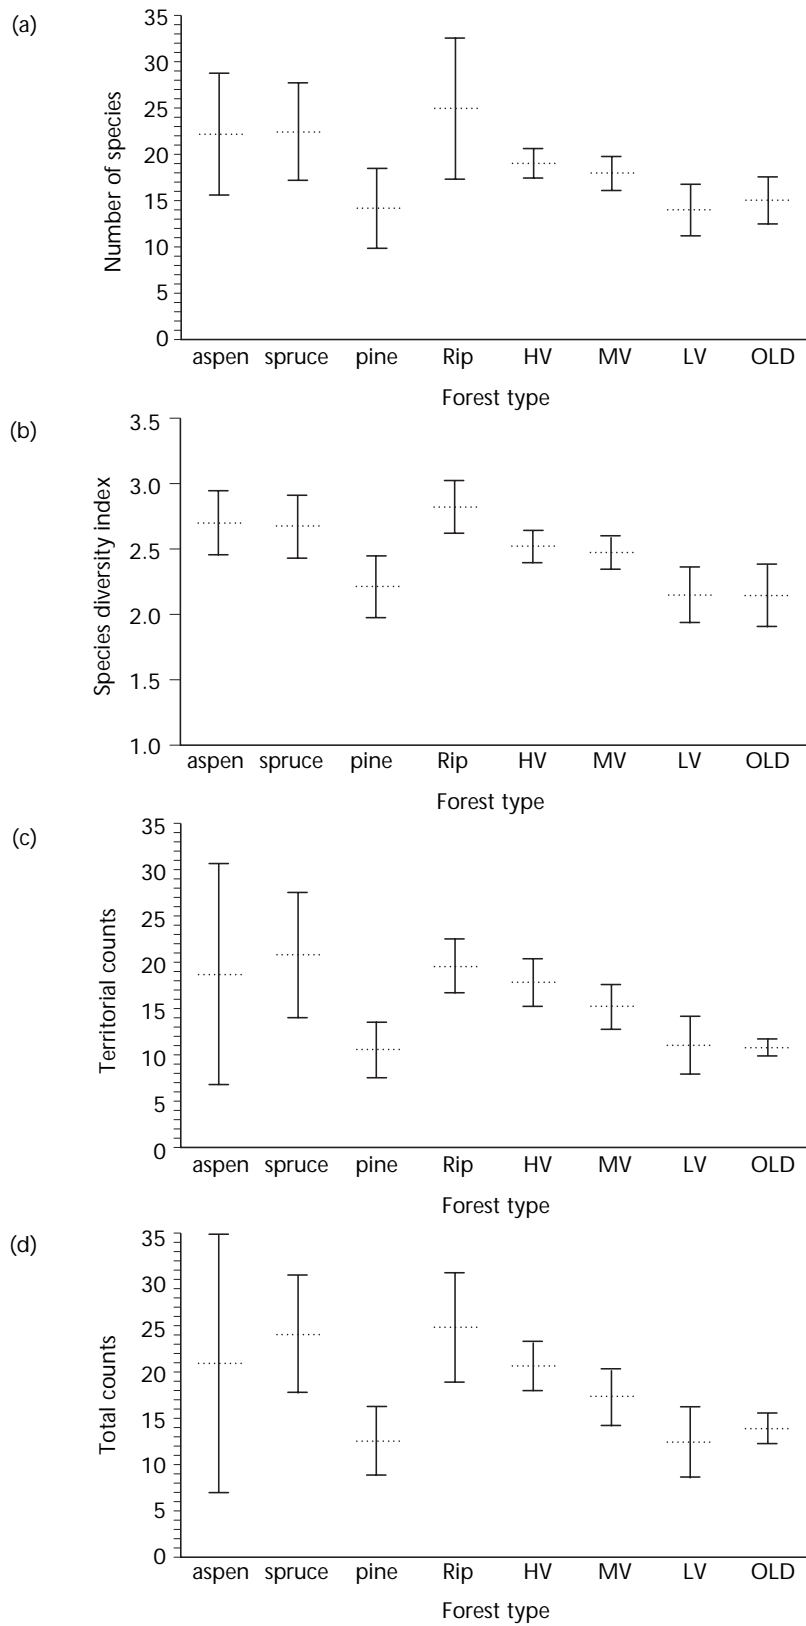 (a)
Number of species
35
30
25
20
15
10
5
0
aspen spruce pine Rip HV MV LV OLD
Forest type
(b)
Species diversity index
3.5
3.0
2.5
2.0
1.5
1.0
aspen spruce pine Rip HV MV LV OLD
Forest type
(c)
Territorial counts
35
30
25
20
15
10
5
0
aspen spruce pine Rip HV MV LV OLD
Forest type
(d)
Total counts
35
30
25
20
15
10
5
0
aspen spruce pine Rip HV MV LV OLD
Forest type